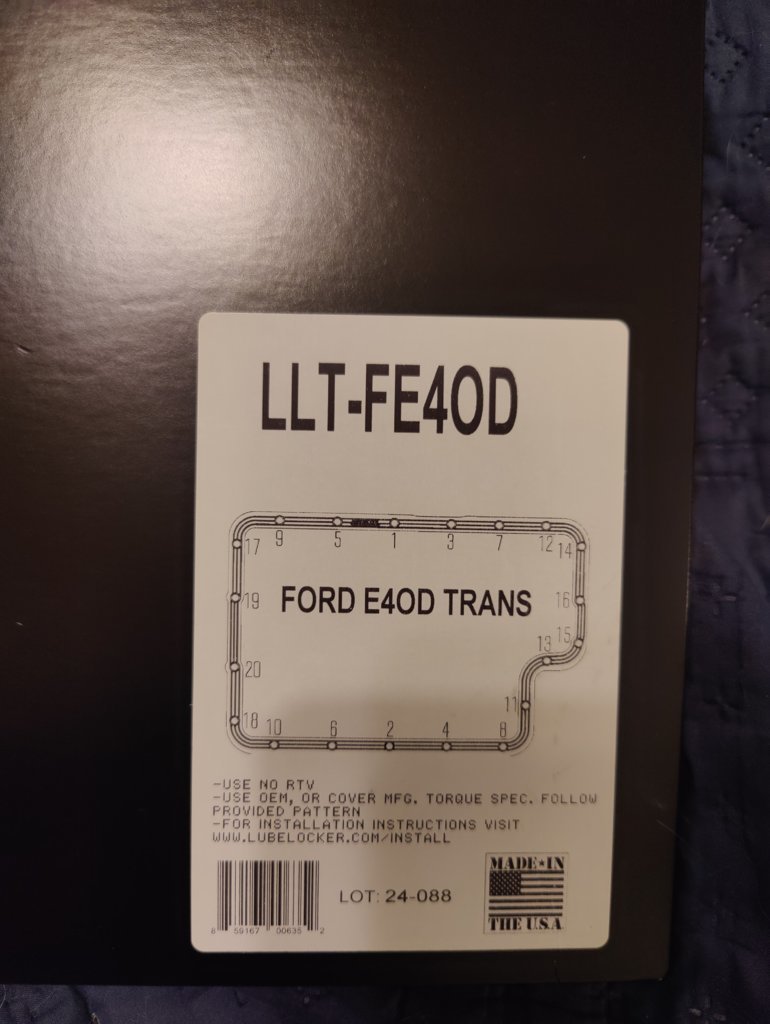 LLT-FE4OD
9 5 1 3 7 12 14
17
19 FORD E4OD TRANS 16
15
13
20
11
18 10 6 2 4 8
-USE NO RTV
-USE OEM, OR COVER MFG. TORQUE SPEC. FOLLOW
PROVIDED PATTERN
-FOR INSTALLATION INSTRUCTIONS VISIT
WWW.LUBELOCKER.COM/INSTALL
MADE★IN
THE U.S.A.
LOT: 24-088
8 59167 00635 2